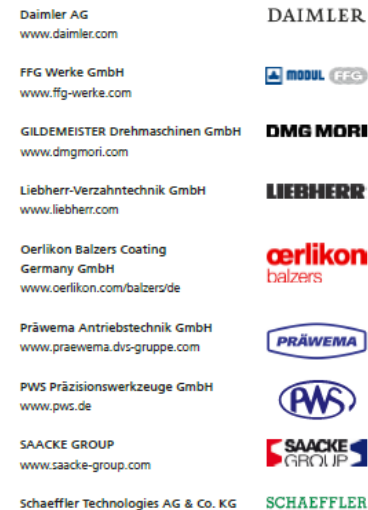 Daimler AG
www.daimler.com
DAIMLER
FFG Werke GmbH
www.ffg-werke.com
MODUL FFG
GILDEMEISTER Drehmaschinen GmbH
www.dmgmori.com
DMG MORI
Liebherr-Verzahntechnik GmbH
www.liebherr.com
LIEBHERR
Oerlikon Balzers Coating
Germany GmbH
www.oerlikon.com/balzers/de
œrlikon
balzers
Präwema Antriebstechnik GmbH
www.praewema.dvs-gruppe.com
PRÄWEMA
PWS Präzisionswerkzeuge GmbH
www.pws.de
PWS
SAACKE GROUP
www.saacke-group.com
SAACKE
GROUP
Schaeffler Technologies AG & Co. KG
SCHAEFFLER